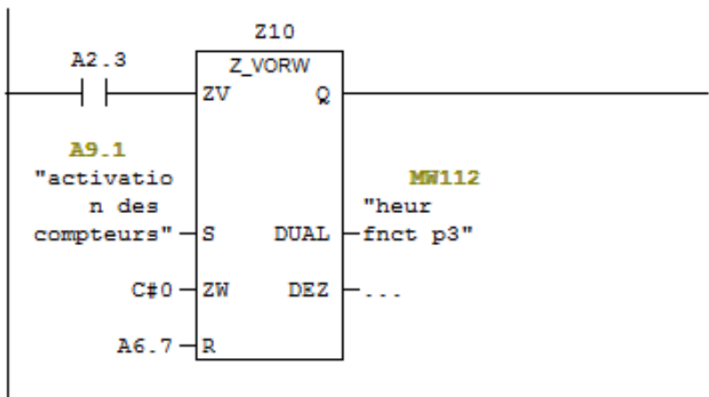 Z10
A2.3
Z_VORW
ZV Q
A9.1
"activatio
n des
compteurs"
S
MW112
"heur
fnct p3"
DUAL
C#0
ZW
DEZ
...
A6.7
R